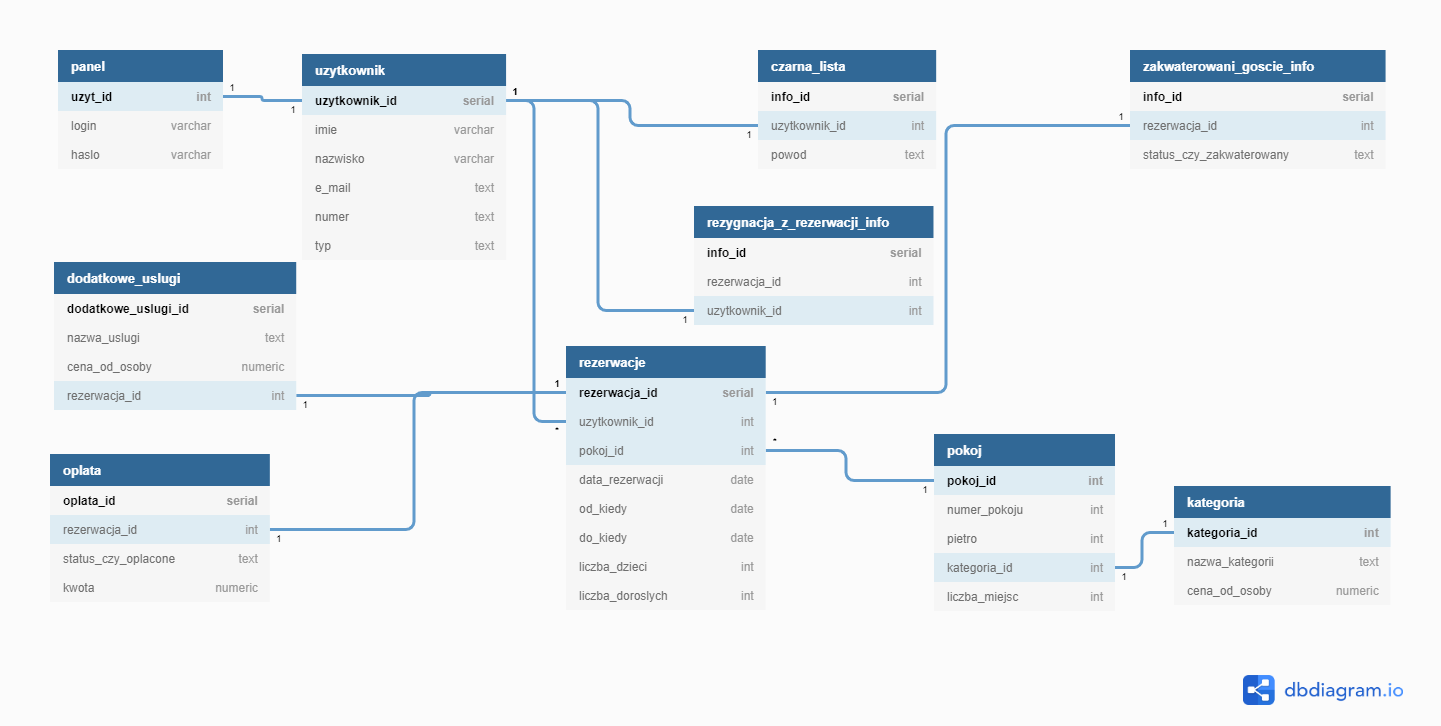 panel
uzyt_id int
login varchar
haslo varchar
1
1
uzytkownik
uzytkownik_id serial
imie varchar
nazwisko varchar
e_mail text
numer text
typ text
1
czarna_lista
info_id serial
uzytkownik_id int
powod text
1
zakwaterowani_goscie_info
info_id serial
rezerwacja_id int
status_czy_zakwaterowany text
1
rezygnacja_z_rezerwacji_info
info_id serial
rezerwacja_id int
uzytkownik_id int
1
dodatkowe_uslugi
dodatkowe_uslugi_id serial
nazwa_uslugi text
cena_od_osoby numeric
rezerwacja_id int
1
rezerwacje
rezerwacja_id serial
uzytkownik_id int
pokoj_id int
data_rezerwacji date
od_kiedy date
do_kiedy date
liczba_dzieci int
liczba_doroslych int
1
*
1
*
oplata
oplata_id serial
rezerwacja_id int
status_czy_oplacone text
kwota numeric
1
pokoj
pokoj_id int
numer_pokoju int
pietro int
kategoria_id int
liczba_miejsc int
1
1
kategoria
kategoria_id int
nazwa_kategorii text
cena_od_osoby numeric
1
dbdiagram.io